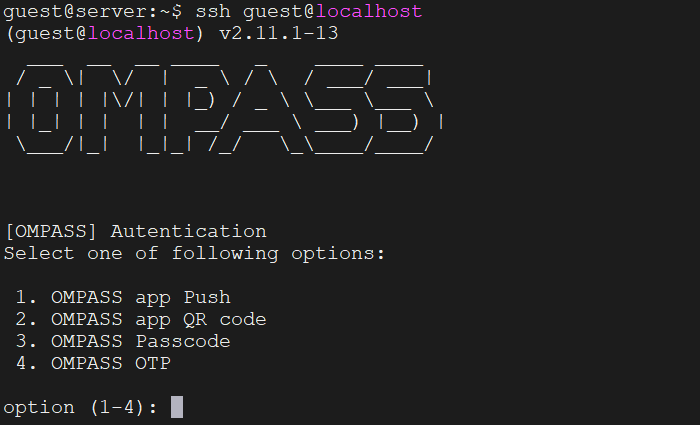 guest@server:~$ ssh guest@localhost
(guest@localhost) v2.11.1-13
OMPASS
[OMPASS] Autentication
Select one of following options:
1. OMPASS app Push
2. OMPASS app QR code
3. OMPASS Passcode
4. OMPASS OTP
option (1-4):